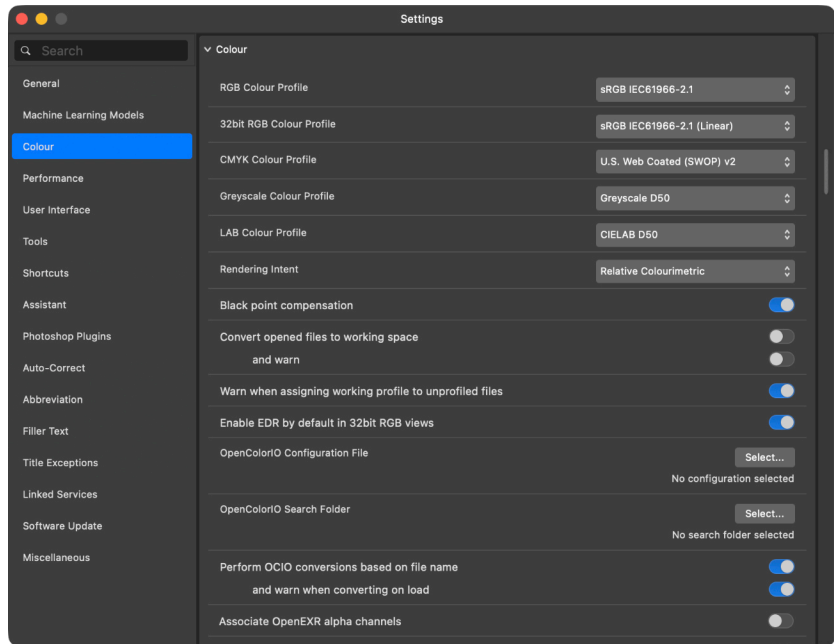 Settings
Search
General
Machine Learning Models
Colour
Performance
User Interface
Tools
Shortcuts
Assistant
Photoshop Plugins
Auto-Correct
Abbreviation
Filler Text
Title Exceptions
Linked Services
Software Update
Miscellaneous
Colour
RGB Colour Profile
sRGB IEC61966-2.1
32bit RGB Colour Profile
sRGB IEC61966-2.1 (Linear)
CMYK Colour Profile
U.S. Web Coated (SWOP) v2
Greyscale Colour Profile
Greyscale D50
LAB Colour Profile
CIELAB D50
Rendering Intent
Relative Colourimetric
Black point compensation
Convert opened files to working space
and warn
Warn when assigning working profile to unprofiled files
Enable EDR by default in 32bit RGB views
OpenColorIO Configuration File
Select...
No configuration selected
OpenColorIO Search Folder
Select...
No search folder selected
Perform OCIO conversions based on file name
and warn when converting on load
Associate OpenEXR alpha channels